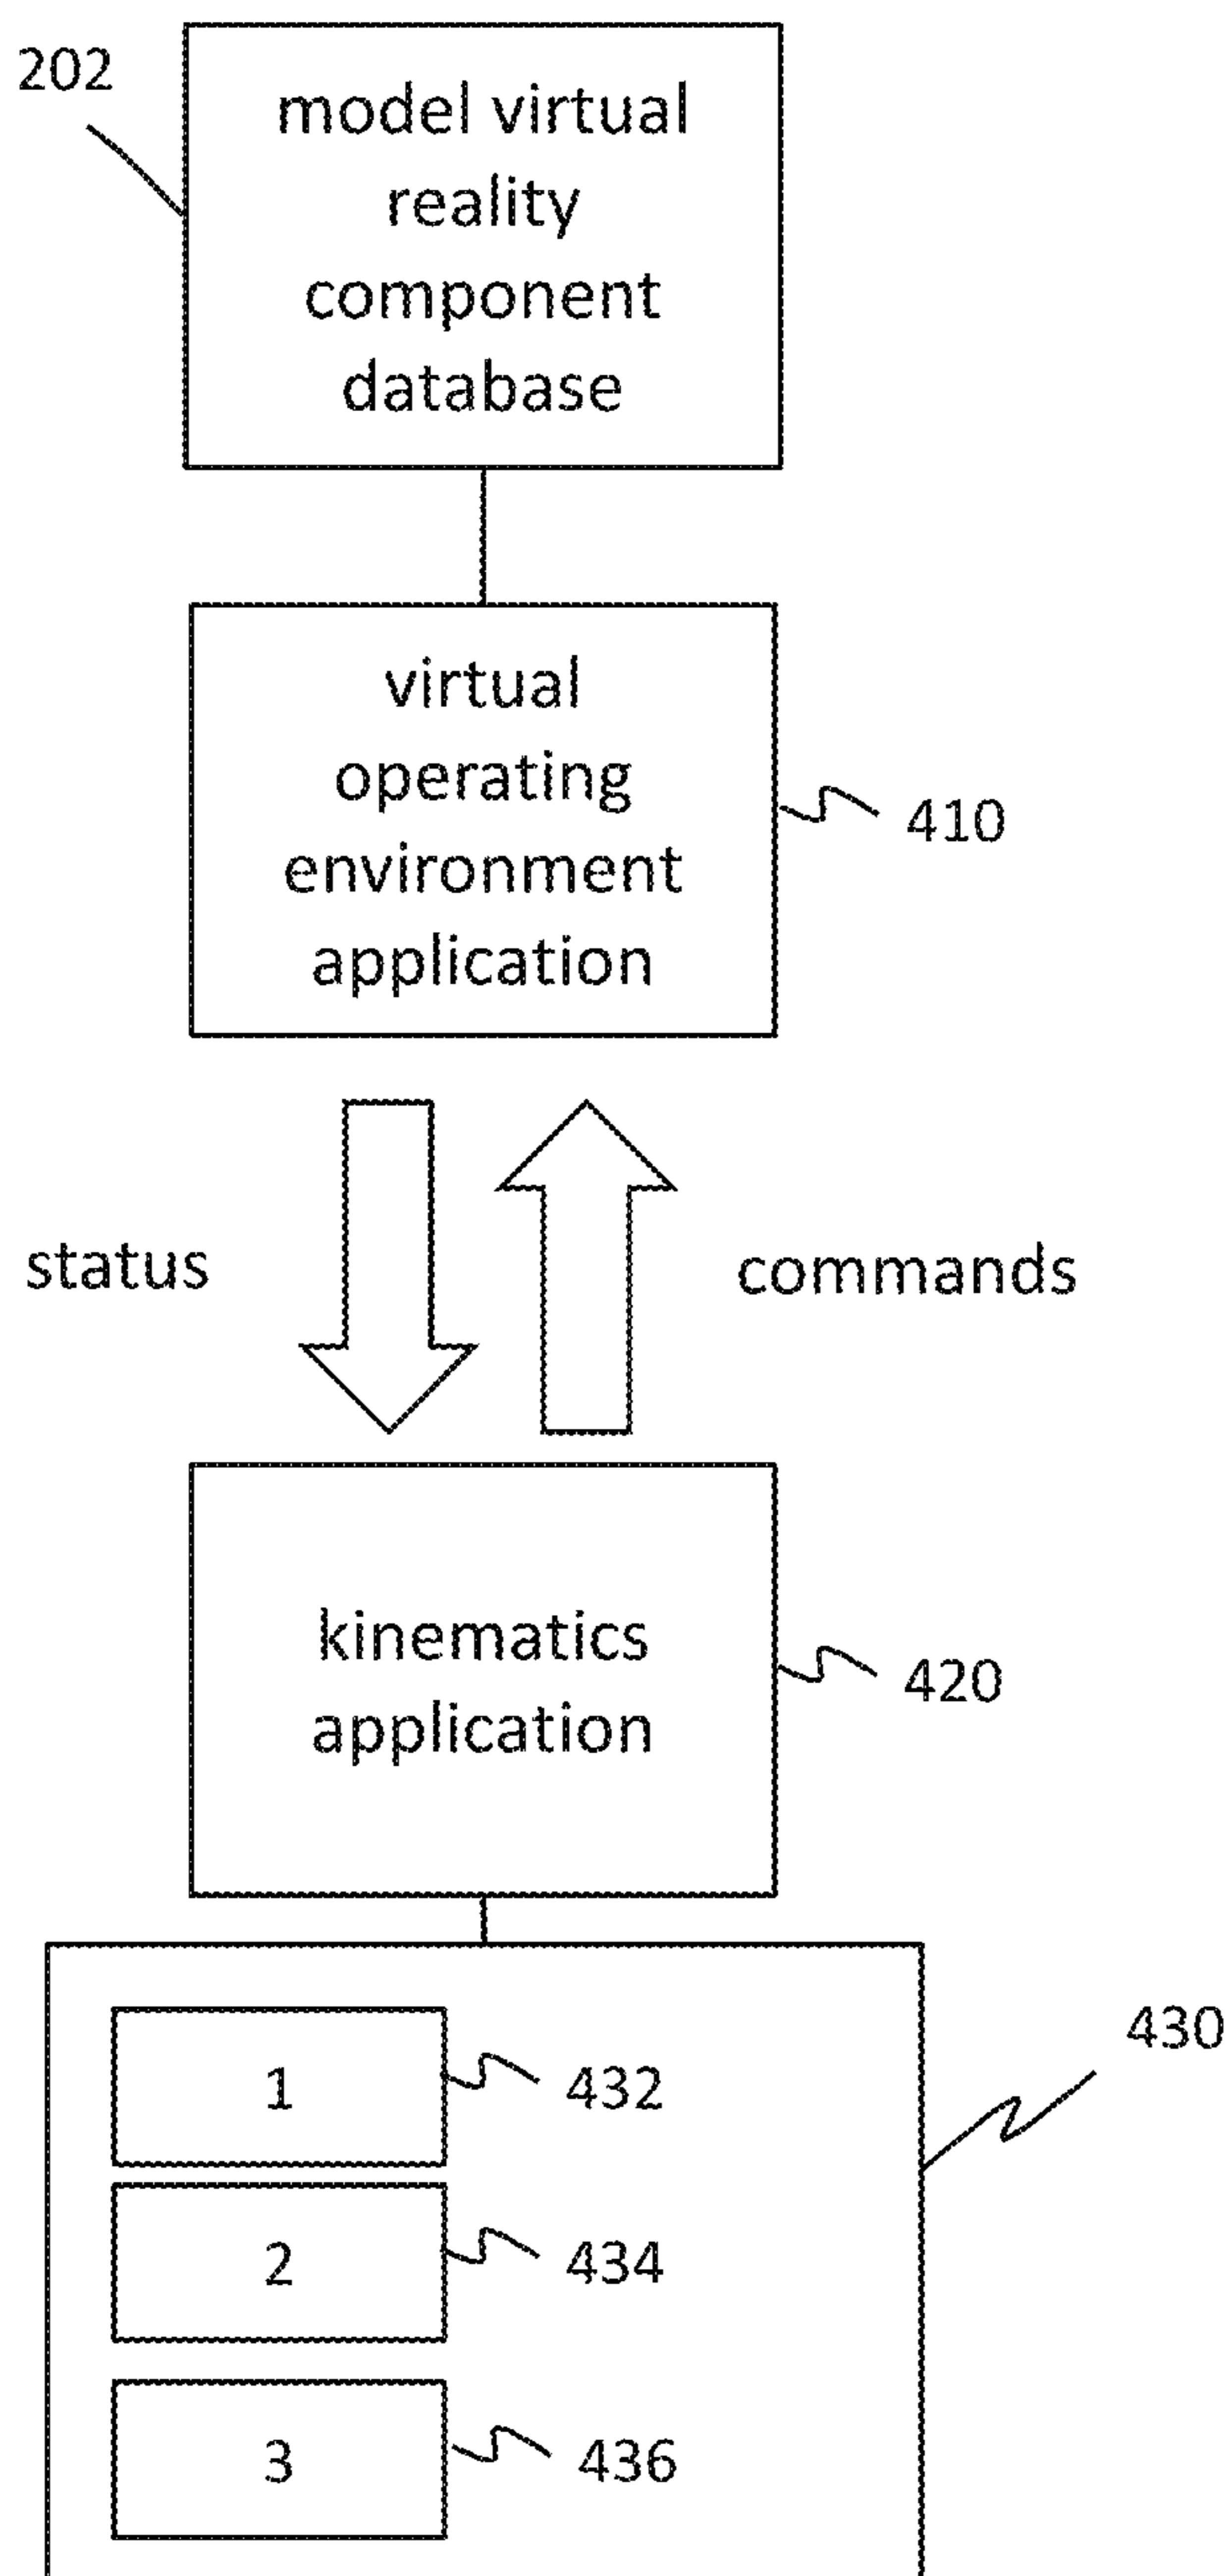 202
model virtual
reality
component
database
virtual
operating
environment
application
410
status
commands
kinematics
application
420
430
1
432
2
434
3
436